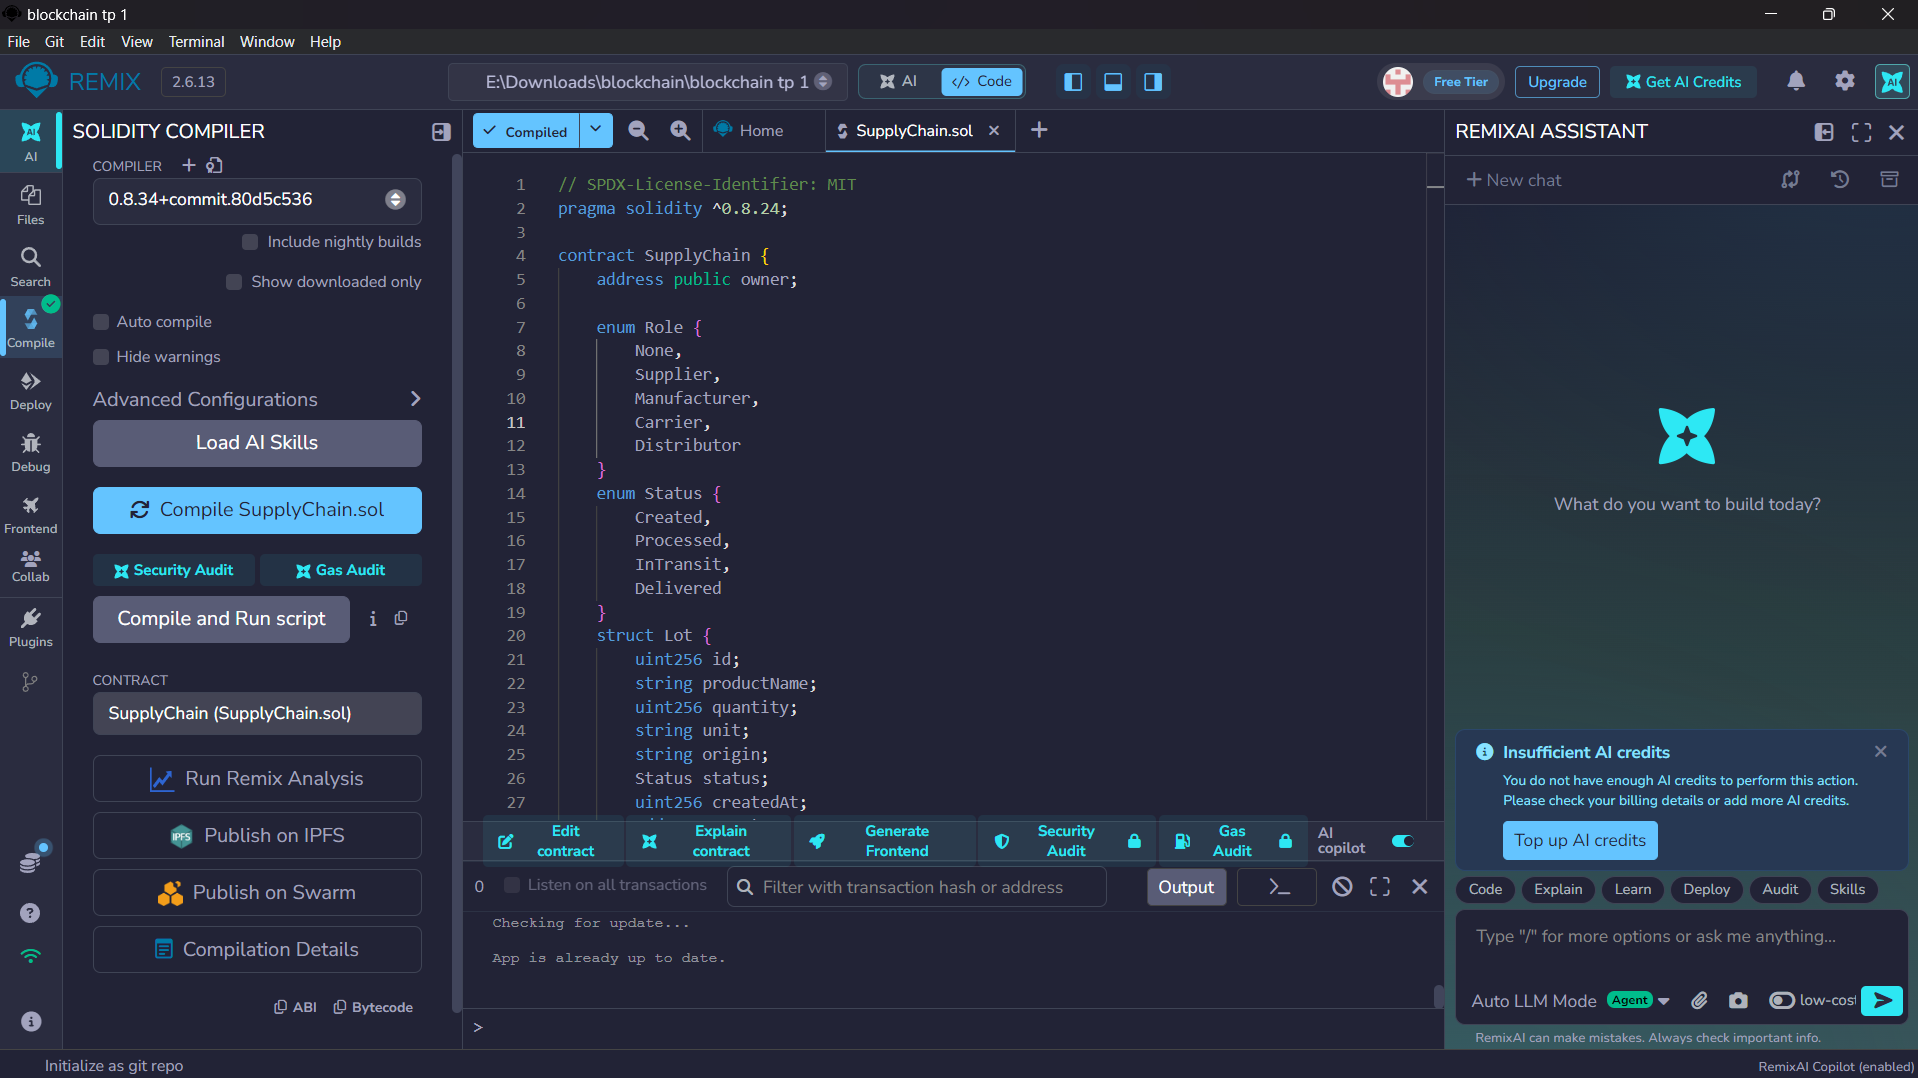 blockchain tp 1
File Git Edit View Terminal Window Help
REMIX 2.6.13 E:\Downloads\blockchain\blockchain tp 1 AI </> Code Free Tier Upgrade Get AI Credits AI
AI
Files
Search
Compile
Deploy
Debug
Frontend
Collab
Plugins
SOLIDITY COMPILER
COMPILER
0.8.34+commit.80d5c536
Include nightly builds
Show downloaded only
Auto compile
Hide warnings
Advanced Configurations
Load AI Skills
Compile SupplyChain.sol
Security Audit Gas Audit
Compile and Run script
CONTRACT
SupplyChain (SupplyChain.sol)
Run Remix Analysis
IPFS Publish on IPFS
Publish on Swarm
Compilation Details
ABI Bytecode
Compiled Home SupplyChain.sol
1 // SPDX-License-Identifier: MIT
2 pragma solidity ^0.8.24;
3
4 contract SupplyChain {
5 address public owner;
6
7 enum Role {
8 None,
9 Supplier,
10 Manufacturer,
11 Carrier,
12 Distributor
13 }
14 enum Status {
15 Created,
16 Processed,
17 InTransit,
18 Delivered
19 }
20 struct Lot {
21 uint256 id;
22 string productName;
23 uint256 quantity;
24 string unit;
25 string origin;
26 Status status;
27 uint256 createdAt;
Edit contract
Explain contract
Generate Frontend
Security Audit
Gas Audit
AI copilot
0 Listen on all transactions Filter with transaction hash or address Output >_
Checking for update...
App is already up to date.
>
REMIXAI ASSISTANT
+ New chat
What do you want to build today?
Insufficient AI credits
You do not have enough AI credits to perform this action.
Please check your billing details or add more AI credits.
Top up AI credits
Code Explain Learn Deploy Audit Skills
Type "/" for more options or ask me anything...
Auto LLM Mode Agent low-cos
RemixAI can make mistakes. Always check important info.
Initialize as git repo
RemixAI Copilot (enabled)